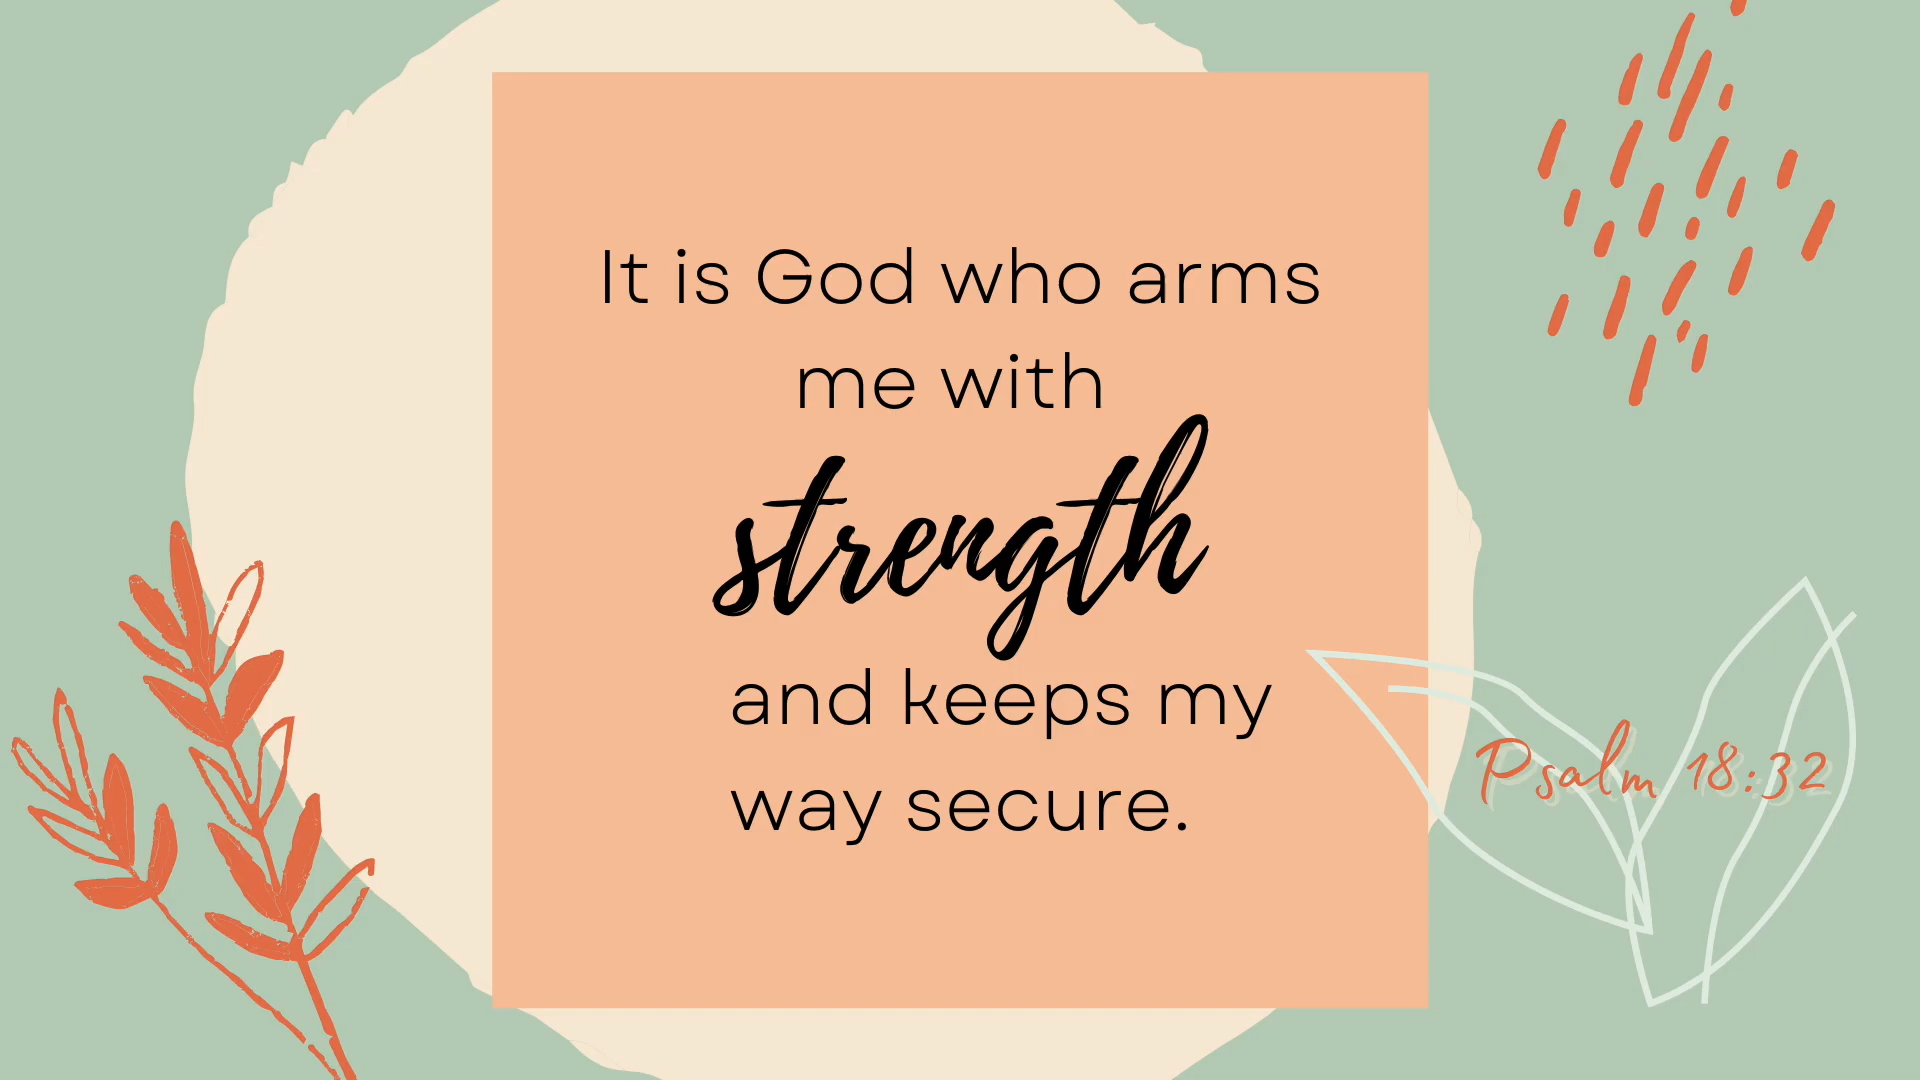 It is God who arms
me with
strength
and keeps my
way secure.
Psalm 18:32